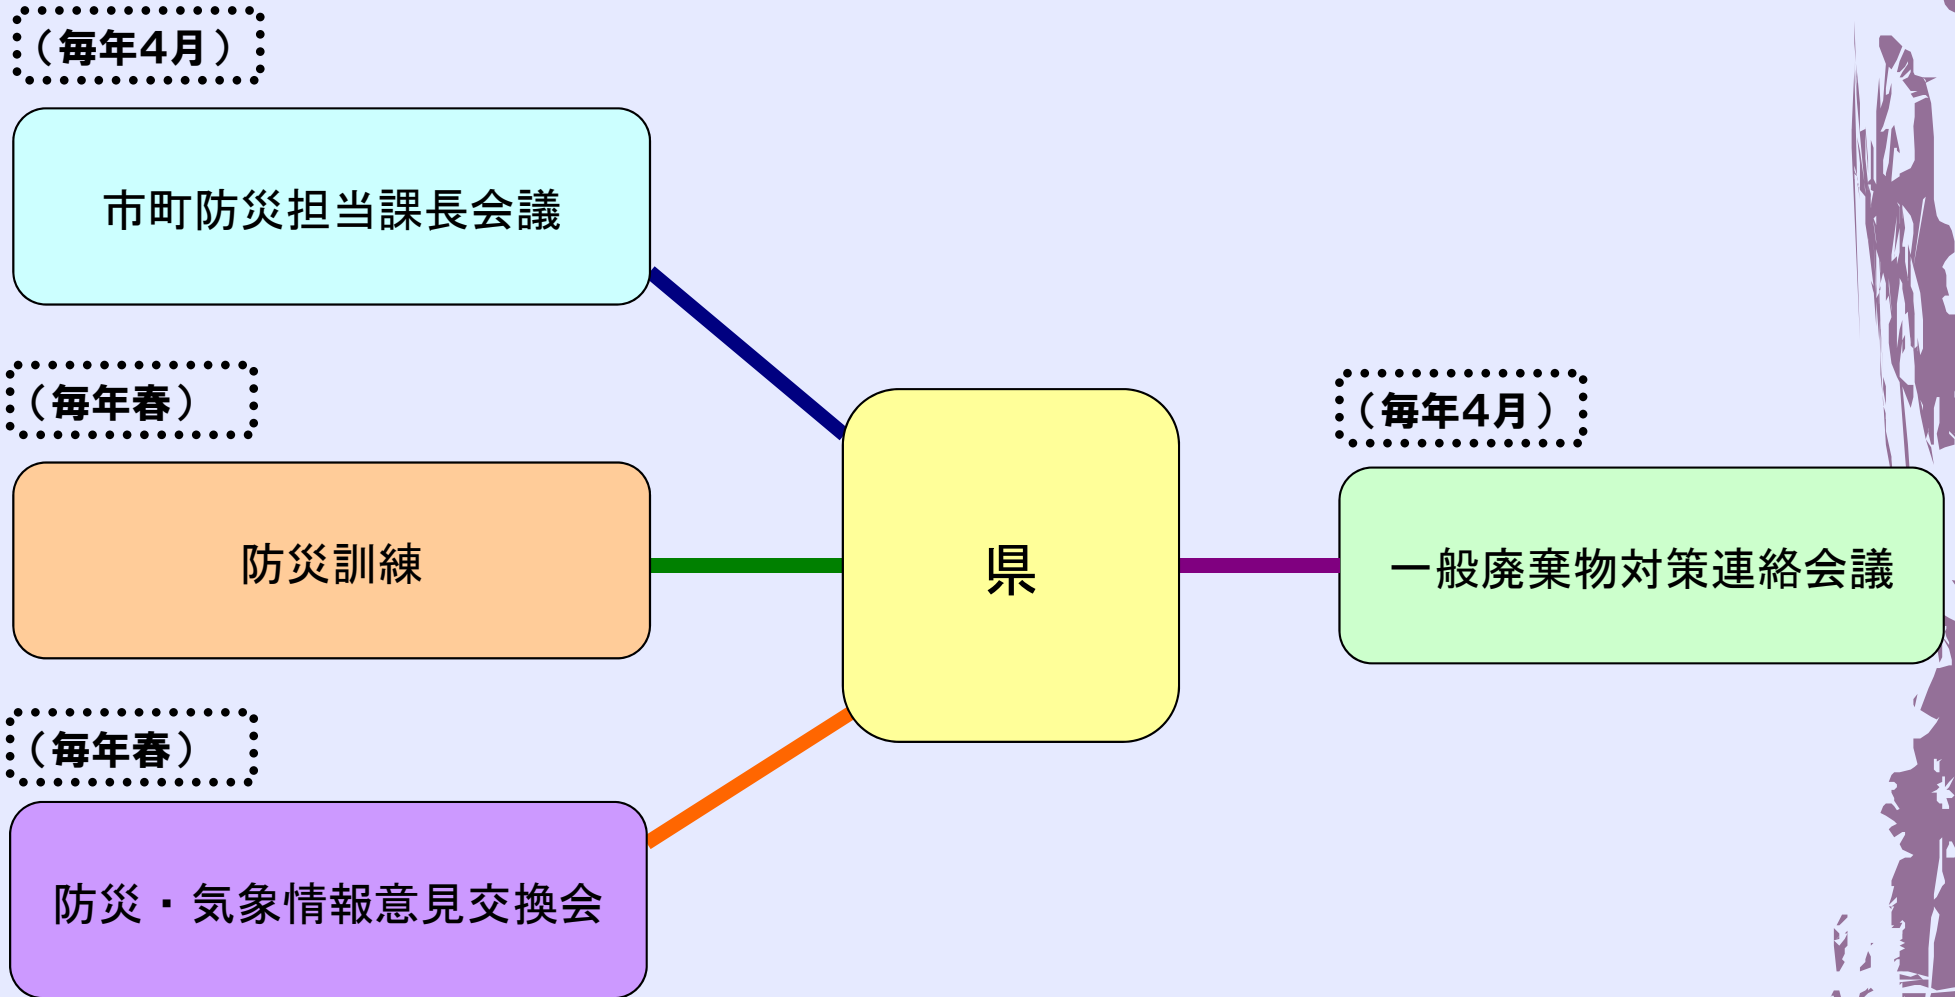 （毎年4月）
市町防災担当課長会議
（毎年春）
防災訓練
（毎年春）
防災・気象情報意見交換会
県
（毎年4月）
一般廃棄物対策連絡会議